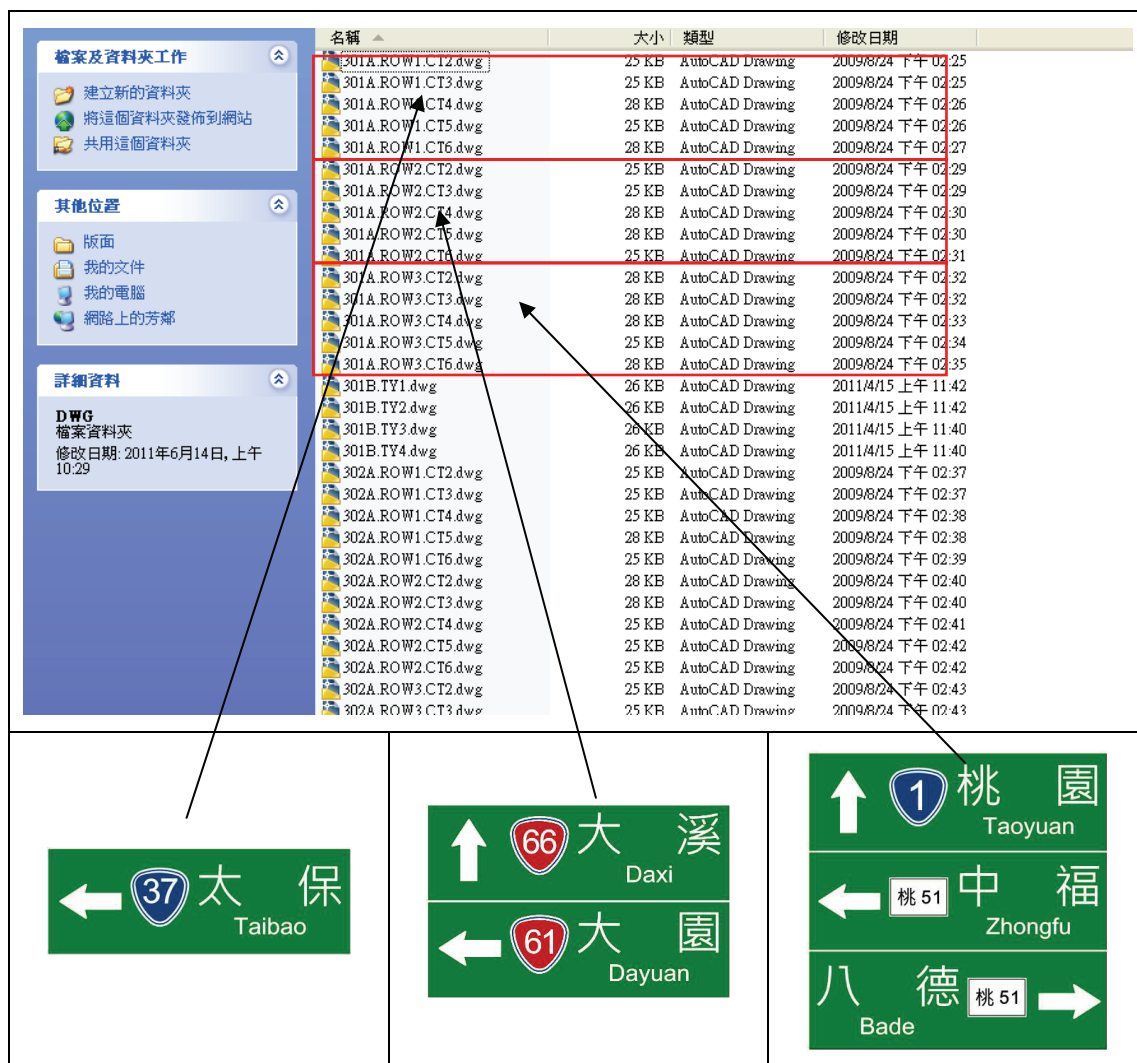 檔案及資料夾工作
建立新的資料夾
將這個資料夾發佈到網站
共用這個資料夾
其他位置
版面
我的文件
我的電腦
網路上的芳鄰
詳細資料
DWG
檔案資料夾
修改日期: 2011年6月14日, 上午
10:29
名稱 大小 類型 修改日期
301A.ROW1.CT2.dwg 25 KB AutoCAD Drawing 2009/8/24 下午 02:25
301A.ROW1.CT3.dwg 25 KB AutoCAD Drawing 2009/8/24 下午 02:25
301A.ROW1.CT4.dwg 28 KB AutoCAD Drawing 2009/8/24 下午 02:26
301A.ROW1.CT5.dwg 25 KB AutoCAD Drawing 2009/8/24 下午 02:26
301A.ROW1.CT6.dwg 28 KB AutoCAD Drawing 2009/8/24 下午 02:27
301A.ROW2.CT2.dwg 25 KB AutoCAD Drawing 2009/8/24 下午 02:29
301A.ROW2.CT3.dwg 25 KB AutoCAD Drawing 2009/8/24 下午 02:29
301A.ROW2.CT4.dwg 28 KB AutoCAD Drawing 2009/8/24 下午 02:30
301A.ROW2.CT5.dwg 28 KB AutoCAD Drawing 2009/8/24 下午 02:30
301A.ROW2.CT6.dwg 25 KB AutoCAD Drawing 2009/8/24 下午 02:31
301A.ROW3.CT2.dwg 28 KB AutoCAD Drawing 2009/8/24 下午 02:32
301A.ROW3.CT3.dwg 28 KB AutoCAD Drawing 2009/8/24 下午 02:32
301A.ROW3.CT4.dwg 28 KB AutoCAD Drawing 2009/8/24 下午 02:33
301A.ROW3.CT5.dwg 25 KB AutoCAD Drawing 2009/8/24 下午 02:34
301A.ROW3.CT6.dwg 28 KB AutoCAD Drawing 2009/8/24 下午 02:35
301B.TY1.dwg 26 KB AutoCAD Drawing 2011/4/15 上午 11:42
301B.TY2.dwg 26 KB AutoCAD Drawing 2011/4/15 上午 11:42
301B.TY3.dwg 26 KB AutoCAD Drawing 2011/4/15 上午 11:40
301B.TY4.dwg 26 KB AutoCAD Drawing 2011/4/15 上午 11:40
302A.ROW1.CT2.dwg 25 KB AutoCAD Drawing 2009/8/24 下午 02:37
302A.ROW1.CT3.dwg 25 KB AutoCAD Drawing 2009/8/24 下午 02:37
302A.ROW1.CT4.dwg 25 KB AutoCAD Drawing 2009/8/24 下午 02:38
302A.ROW1.CT5.dwg 28 KB AutoCAD Drawing 2009/8/24 下午 02:38
302A.ROW1.CT6.dwg 25 KB AutoCAD Drawing 2009/8/24 下午 02:39
302A.ROW2.CT2.dwg 28 KB AutoCAD Drawing 2009/8/24 下午 02:40
302A.ROW2.CT3.dwg 28 KB AutoCAD Drawing 2009/8/24 下午 02:40
302A.ROW2.CT4.dwg 25 KB AutoCAD Drawing 2009/8/24 下午 02:41
302A.ROW2.CT5.dwg 25 KB AutoCAD Drawing 2009/8/24 下午 02:42
302A.ROW2.CT6.dwg 25 KB AutoCAD Drawing 2009/8/24 下午 02:42
302A.ROW3.CT2.dwg 25 KB AutoCAD Drawing 2009/8/24 下午 02:43
302A.ROW3.CT3.dwg 25 KB AutoCAD Drawing 2009/8/24 下午 02:43
37 太保
Taibao
66 大溪
Daxi
61 大園
Dayuan
1 桃園
Taoyuan
桃 51 中福
Zhongfu
八德 桃 51
Bade